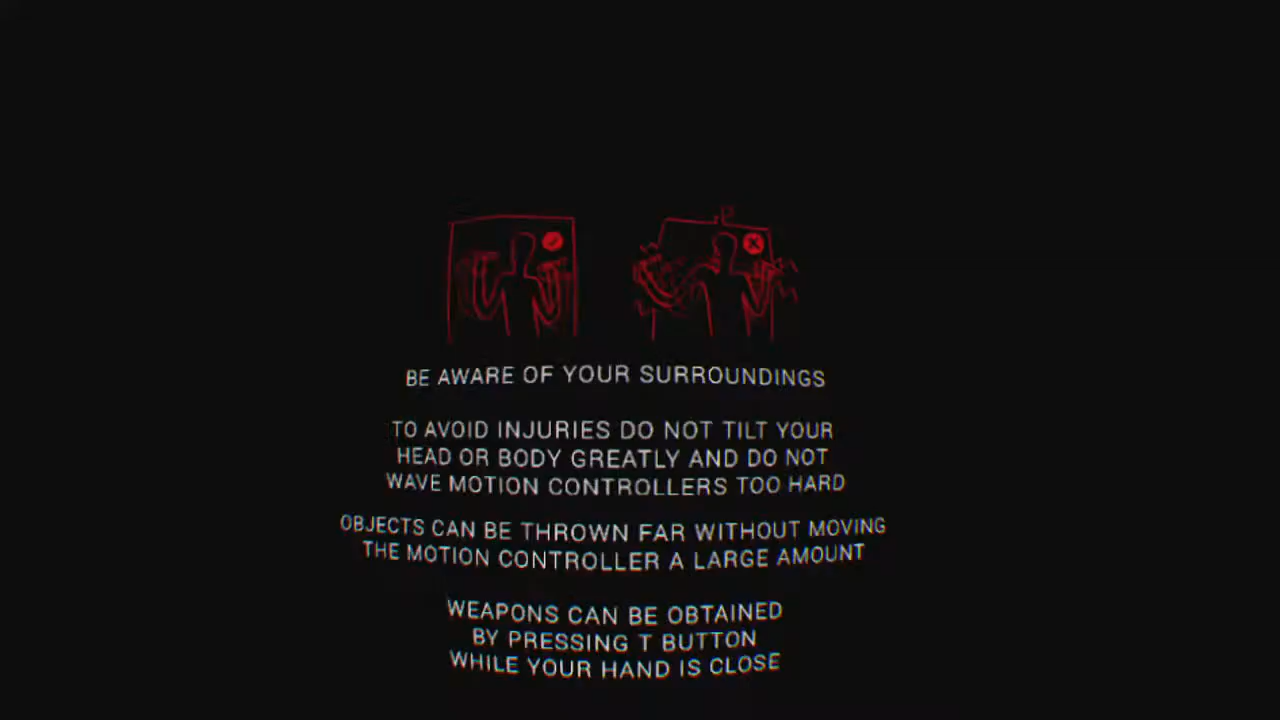 BE AWARE OF YOUR SURROUNDINGS
TO AVOID INJURIES DO NOT TILT YOUR
HEAD OR BODY GREATLY AND DO NOT
WAVE MOTION CONTROLLERS TOO HARD
OBJECTS CAN BE THROWN FAR WITHOUT MOVING
THE MOTION CONTROLLER A LARGE AMOUNT
WEAPONS CAN BE OBTAINED
BY PRESSING T BUTTON
WHILE YOUR HAND IS CLOSE